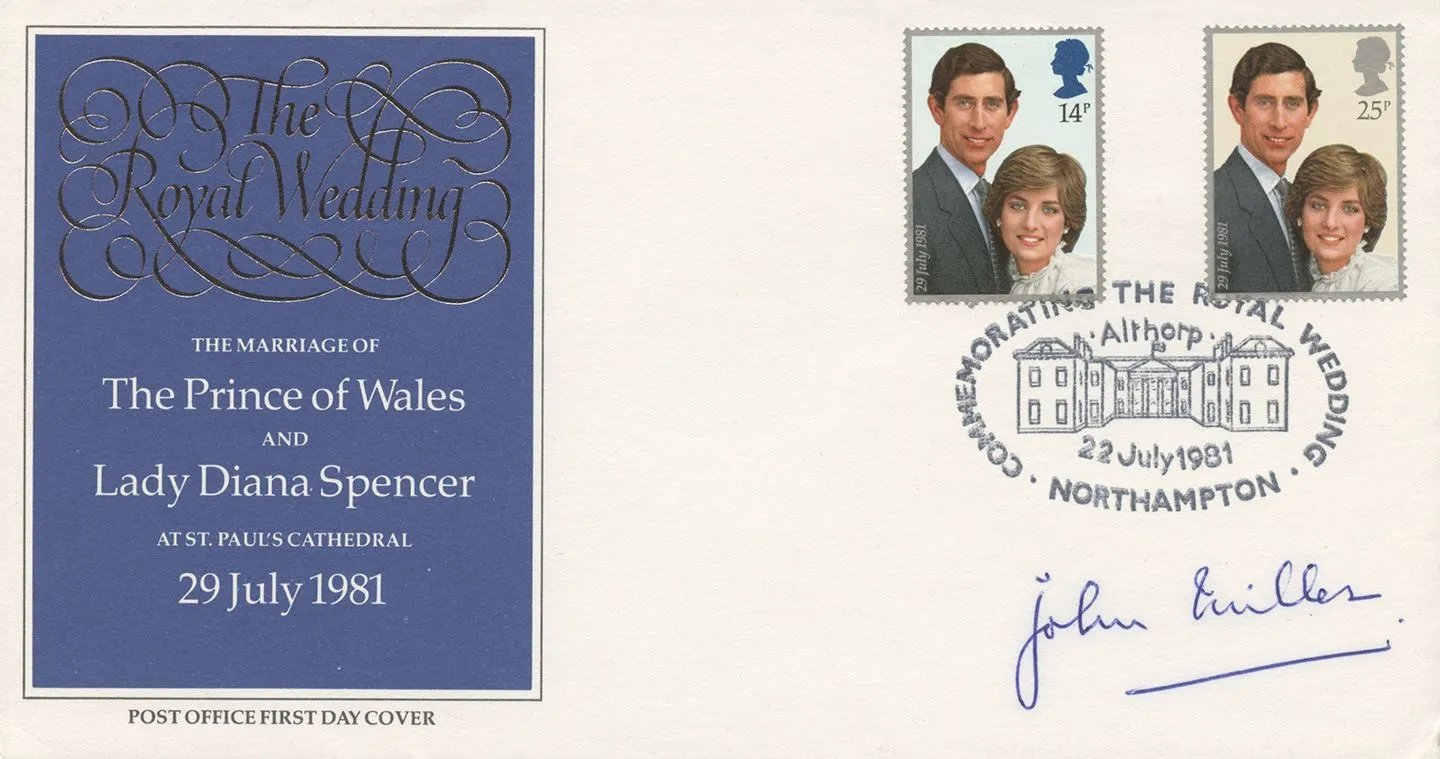 The
Royal Wedding
THE MARRIAGE OF
The Prince of Wales
AND
Lady Diana Spencer
AT ST. PAUL'S CATHEDRAL
29 July 1981
POST OFFICE FIRST DAY COVER
14P
29 July 1981
25P
29 July 1981
COMMEMORATING THE ROYAL WEDDING
· Althorp ·
22 July 1981
· NORTHAMPTON ·
John Miller